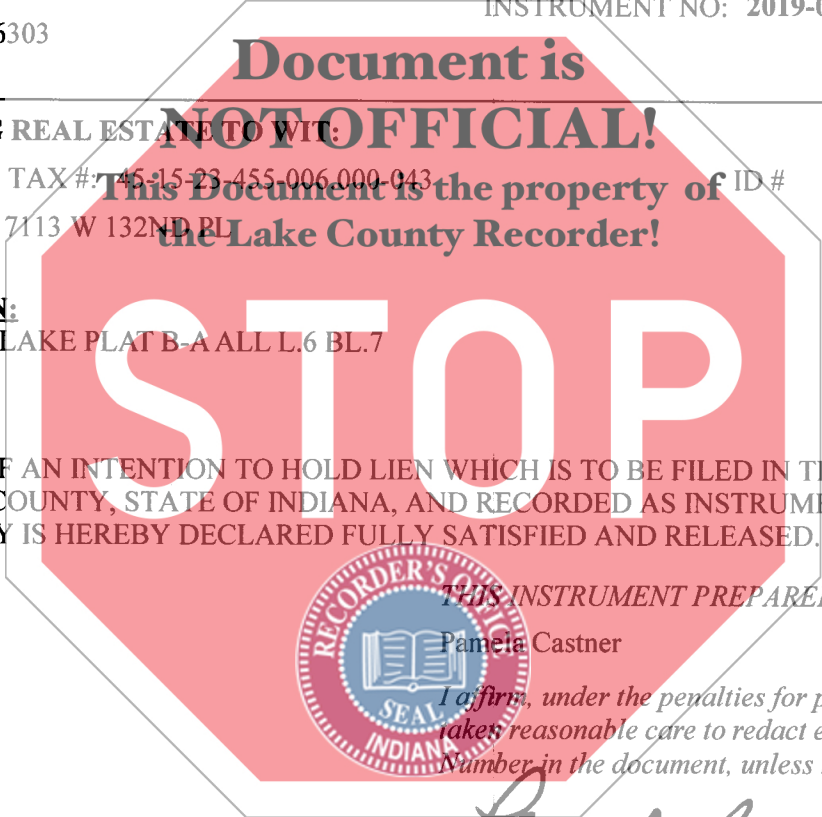 INSTRUMENT NO: 2019-0
6303
Document is
NOT OFFICIAL!
REAL ESTATE TO WIT:
TAX #: 45-15-23-455-006.000-043
ID #
This Document is the property of
7113 W 132ND PL
the Lake County Recorder!
N:
LAKE PLAT B-A ALL L.6 BL.7
STOP
F AN INTENTION TO HOLD LIEN WHICH IS TO BE FILED IN T
COUNTY, STATE OF INDIANA, AND RECORDED AS INSTRUME
Y IS HEREBY DECLARED FULLY SATISFIED AND RELEASED.
RECORDER'S OFFICE
SEAL
INDIANA
THIS INSTRUMENT PREPARE
Pamela Castner
I affirm, under the penalties for p
taken reasonable care to redact e
Number in the document, unless